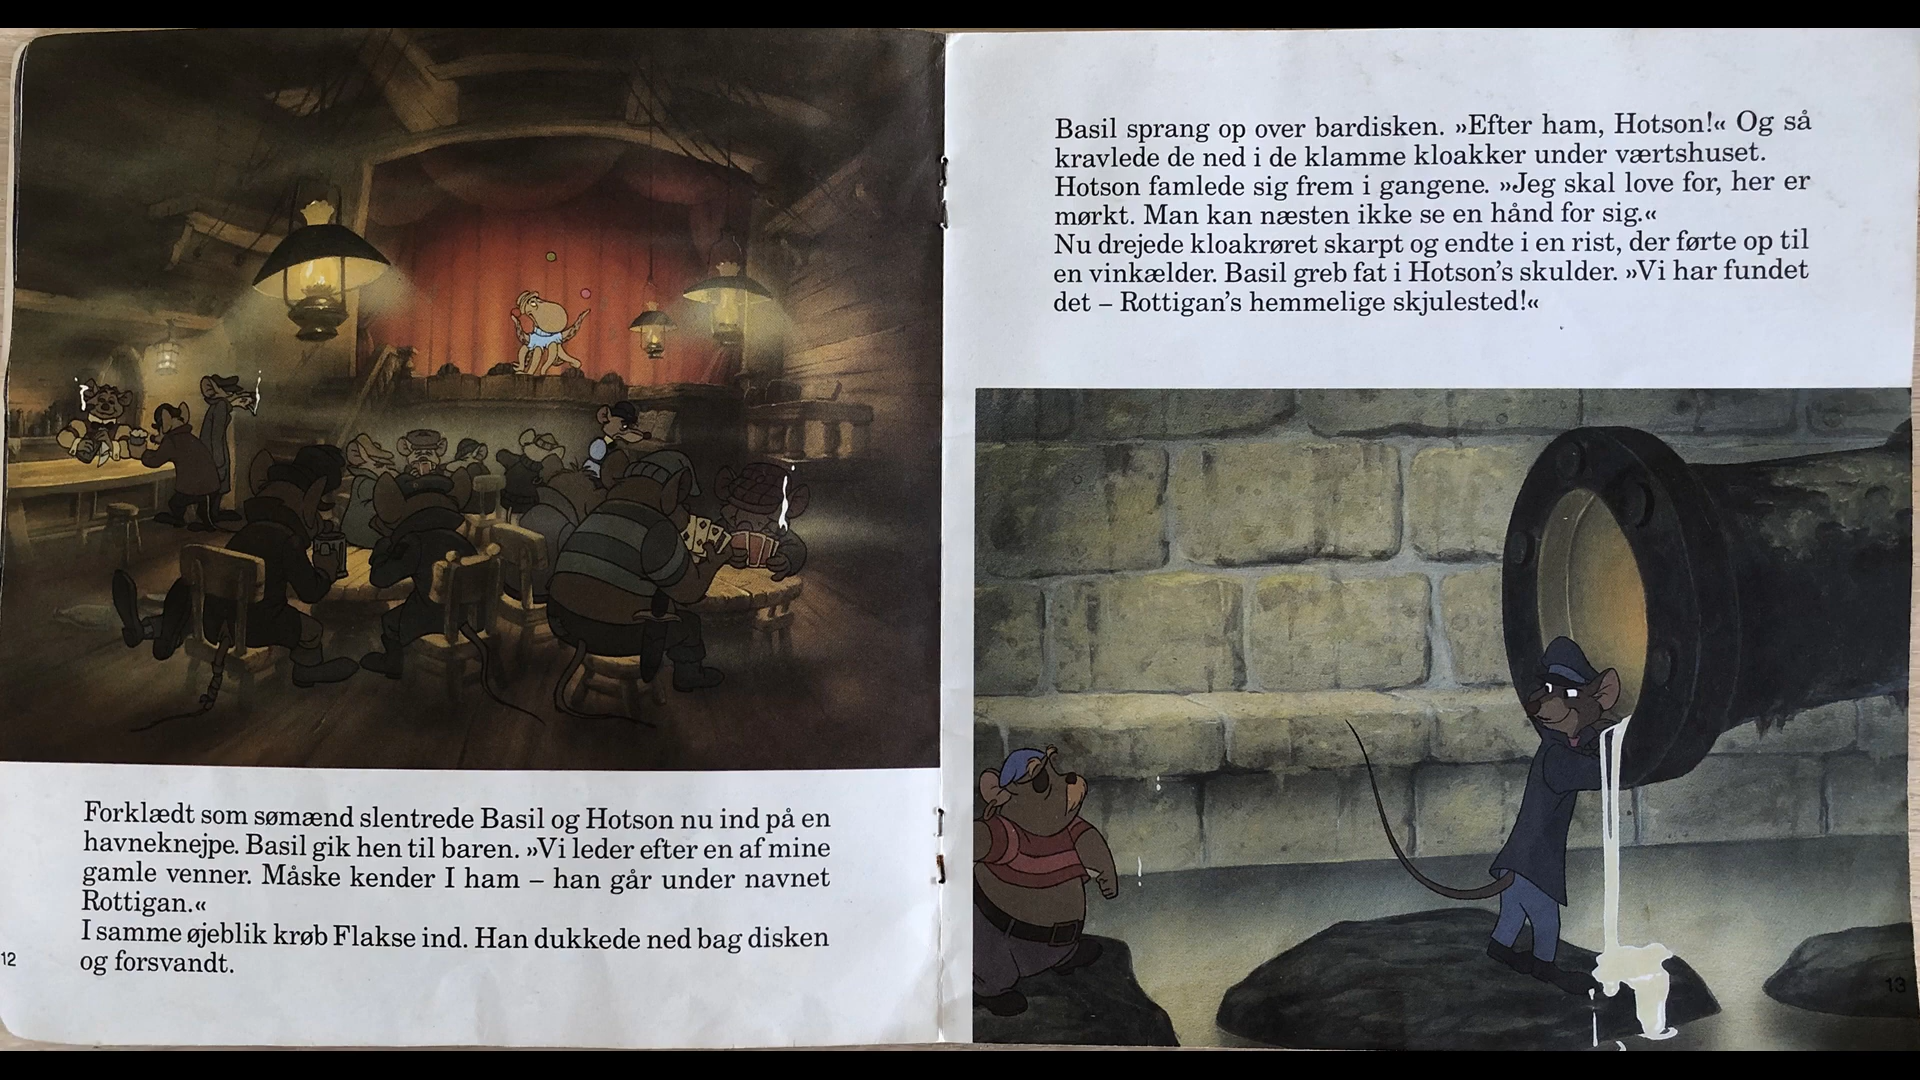 Forklædt som sømænd slentrede Basil og Hotson nu ind på en
havneknejpe. Basil gik hen til baren. »Vi leder efter en af mine
gamle venner. Måske kender I ham – han går under navnet
Rottigan.«
I samme øjeblik krøb Flakse ind. Han dukkede ned bag disken
og forsvandt.
12
Basil sprang op over bardisken. »Efter ham, Hotson!« Og så
kravlede de ned i de klamme kloakker under værtshuset.
Hotson famlede sig frem i gangene. »Jeg skal love for, her er
mørkt. Man kan næsten ikke se en hånd for sig.«
Nu drejede kloakrøret skarpt og endte i en rist, der førte op til
en vinkælder. Basil greb fat i Hotson's skulder. »Vi har fundet
det – Rottigan's hemmelige skjulested!«
13